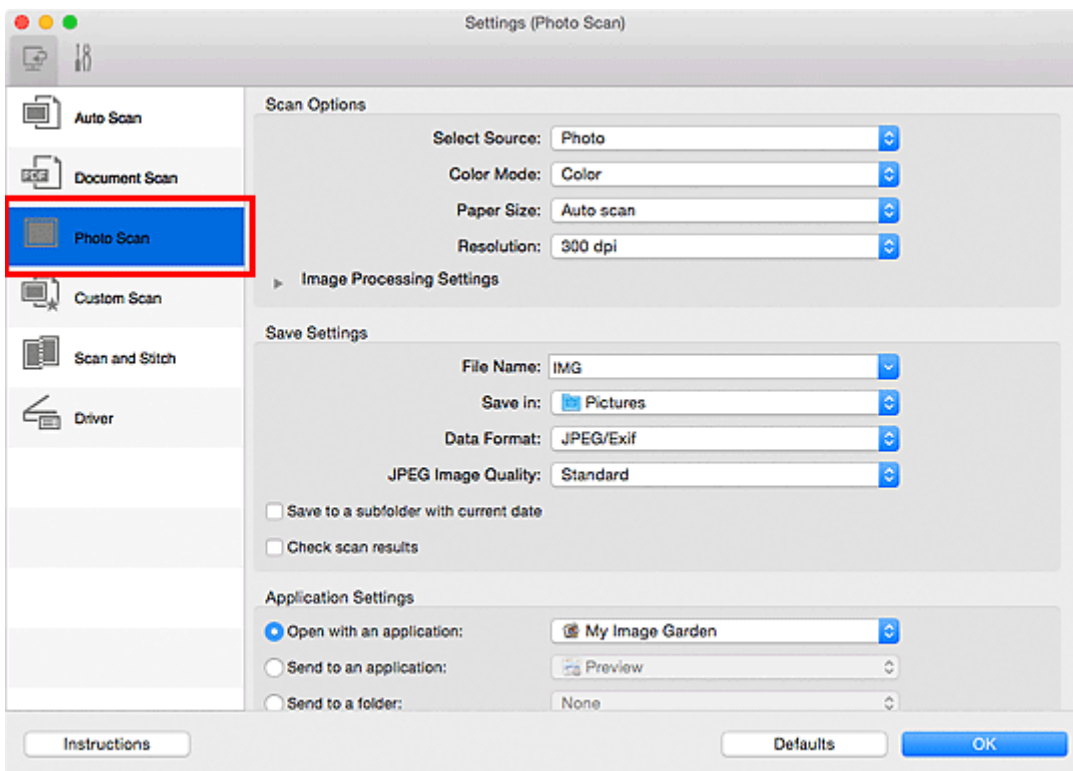 Settings (Photo Scan)
Auto Scan
PDF
Document Scan
Photo Scan
Custom Scan
Scan and Stitch
Driver
Scan Options
Select Source: Photo
Color Mode: Color
Paper Size: Auto scan
Resolution: 300 dpi
Image Processing Settings
Save Settings
File Name: IMG
Save in: Pictures
Data Format: JPEG/Exif
JPEG Image Quality: Standard
Save to a subfolder with current date
Check scan results
Application Settings
Open with an application: My Image Garden
Send to an application: Preview
Send to a folder: None
Instructions
Defaults
OK